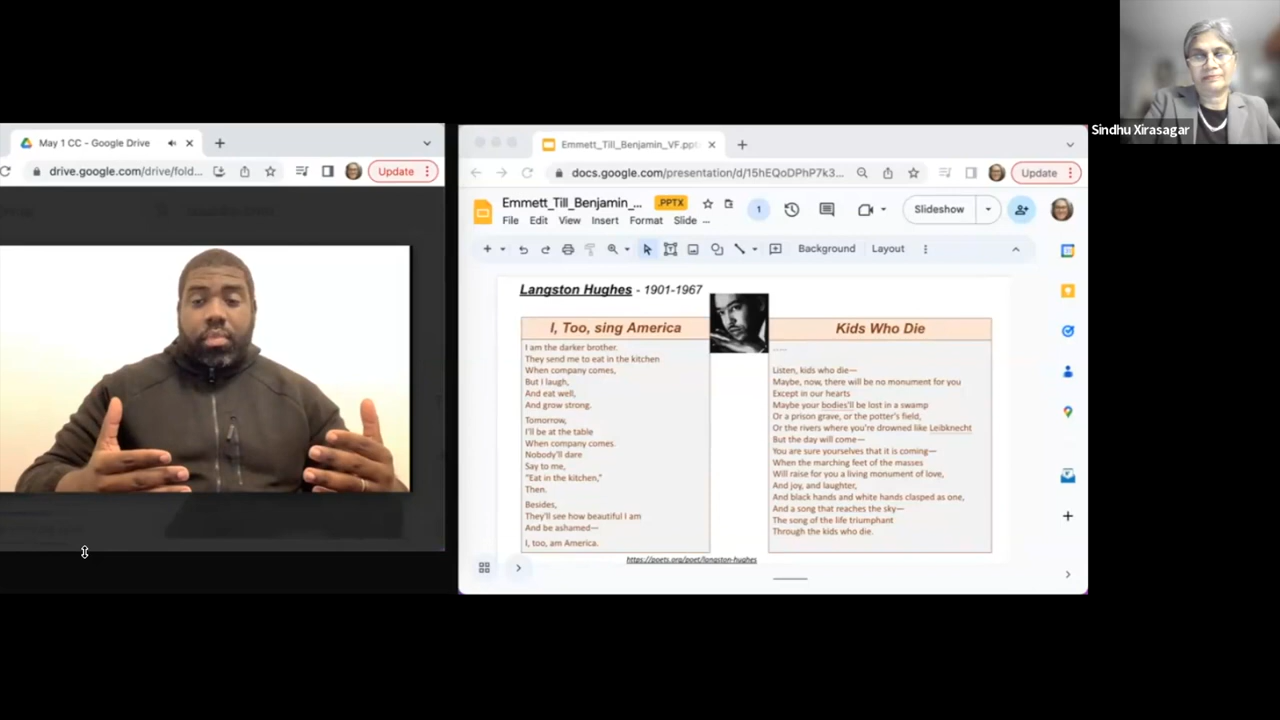 Sindhu Xirasagar
May 1 CC - Google Drive
drive.google.com/drive/fold...
Update
Emmett_Till_Benjamin_VF.ppt
docs.google.com/presentation/d/15hEQoDPhP7k3...
Update
Emmett_Till_Benjamin_...
.PPTX
1
Slideshow
File Edit View Insert Format Slide ...
Background Layout
Langston Hughes - 1901-1967
I, Too, sing America
I am the darker brother.
They send me to eat in the kitchen
When company comes,
But I laugh,
And eat well,
And grow strong.
Tomorrow,
I'll be at the table
When company comes.
Nobody'll dare
Say to me,
"Eat in the kitchen,"
Then.
Besides,
They'll see how beautiful I am
And be ashamed—
I, too, am America.
Kids Who Die
.....
Listen, kids who die—
Maybe, now, there will be no monument for you
Except in our hearts
Maybe your bodies'll be lost in a swamp
Or a prison grave, or the potter's field,
Or the rivers where you're drowned like Leibknecht
But the day will come—
You are sure yourselves that it is coming—
When the marching feet of the masses
Will raise for you a living monument of love,
And joy, and laughter,
And black hands and white hands clasped as one,
And a song that reaches the sky—
The song of the life triumphant
Through the kids who die.
https://poets.org/poet/langston-hughes